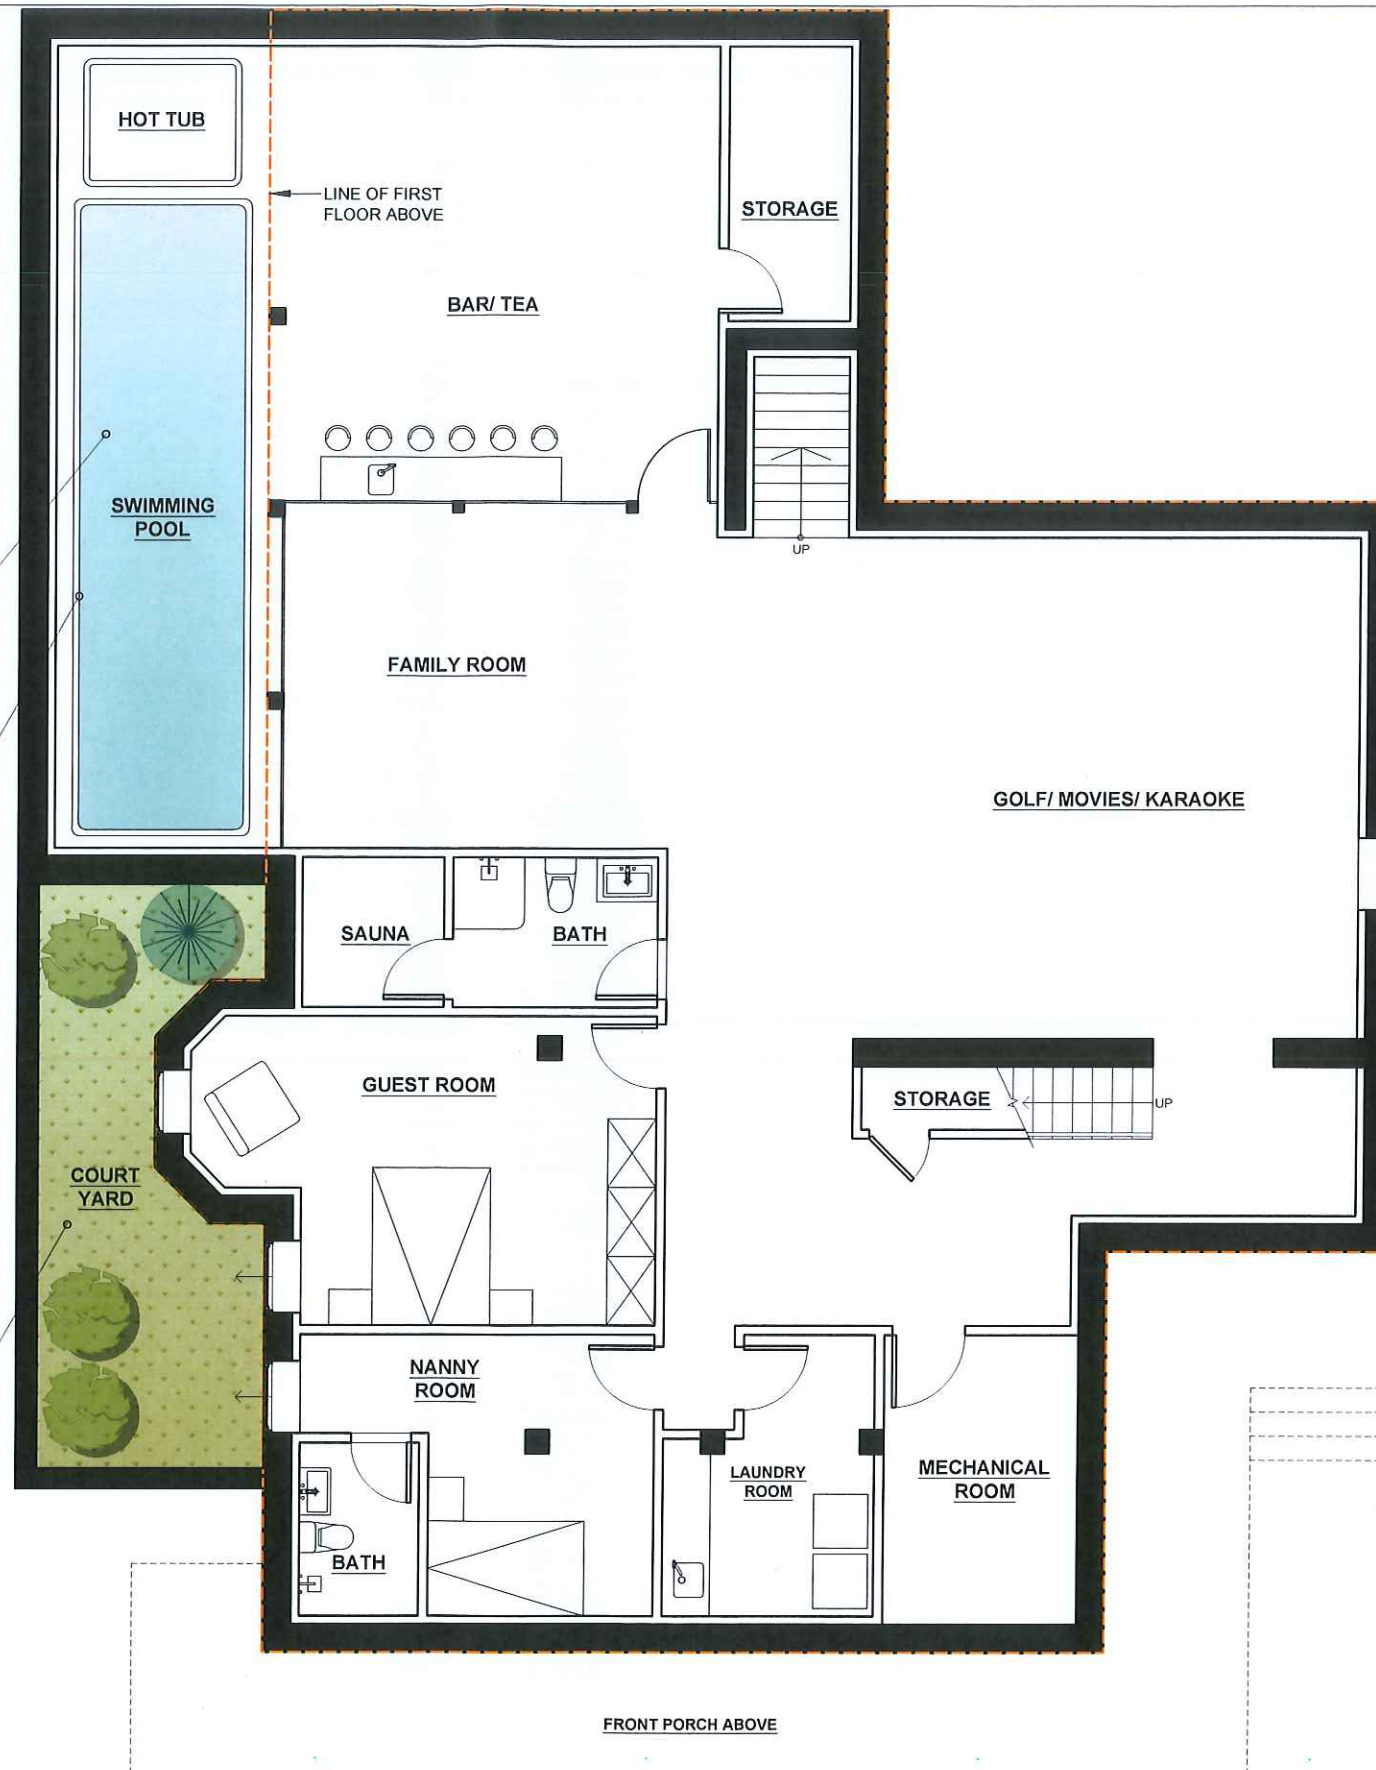 HOT TUB
LINE OF FIRST
FLOOR ABOVE
STORAGE
BAR/ TEA
SWIMMING
POOL
UP
FAMILY ROOM
GOLF/ MOVIES/ KARAOKE
SAUNA
BATH
GUEST ROOM
STORAGE
UP
COURT
YARD
NANNY
ROOM
LAUNDRY
ROOM
MECHANICAL
ROOM
BATH
FRONT PORCH ABOVE